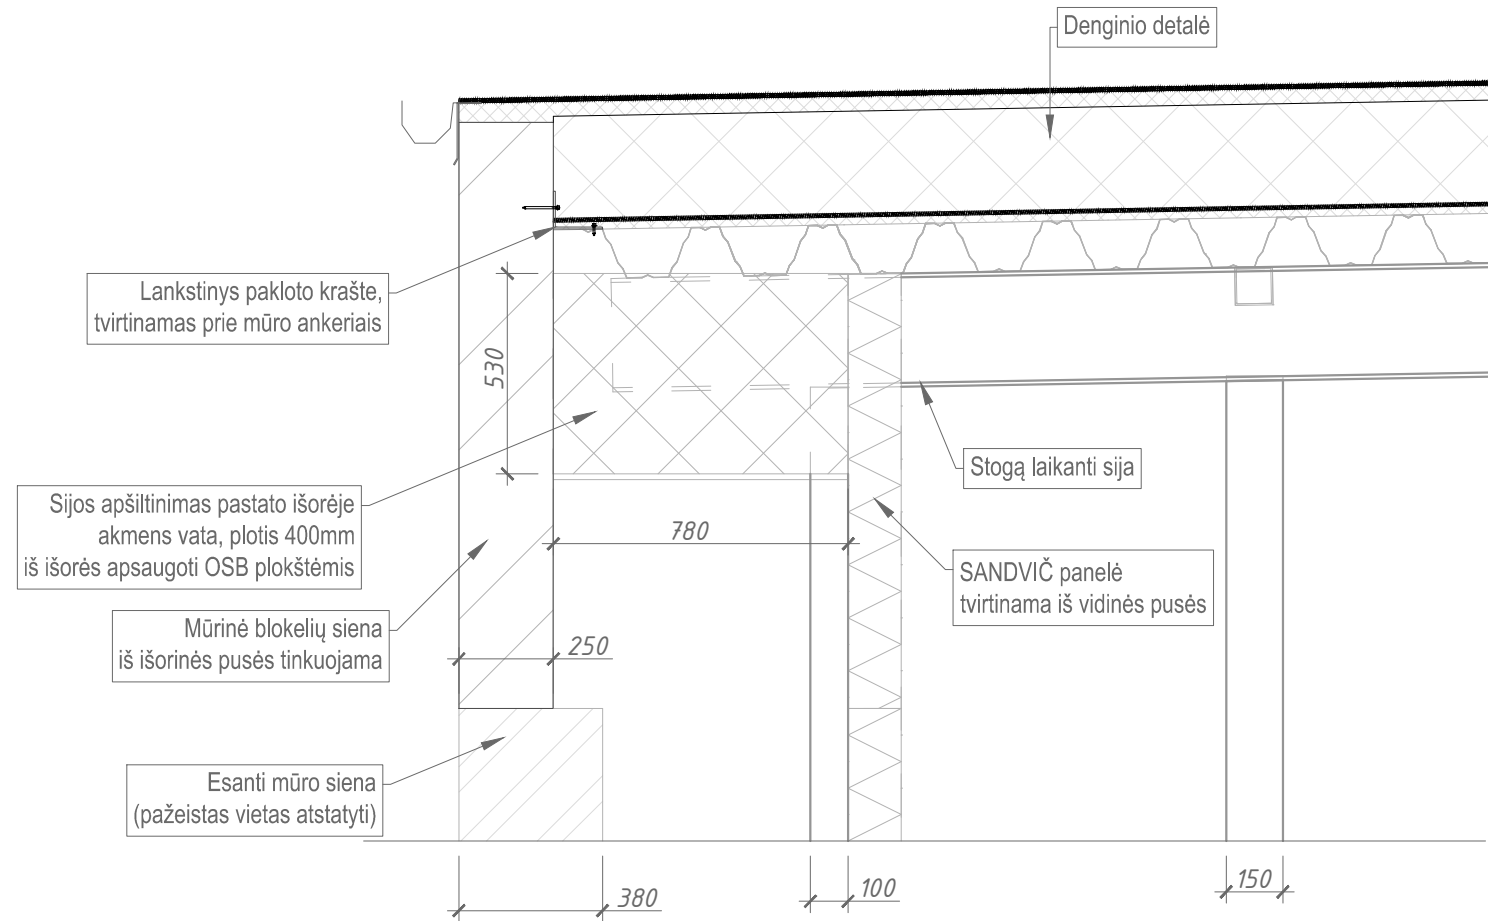 Denginio detalė
Lankstinys pakloto krašte,
tvirtinamas prie mūro ankeriais
530
Stogą laikanti sija
Sijos apšiltinimas pastato išorėje
akmens vata, plotis 400mm
iš išorės apsaugoti OSB plokštėmis
780
SANDVIČ panelė
tvirtinama iš vidinės pusės
Mūrinė blokelių siena
iš išorinės pusės tinkuojama
250
Esanti mūro siena
(pažeistas vietas atstatyti)
380
100
150